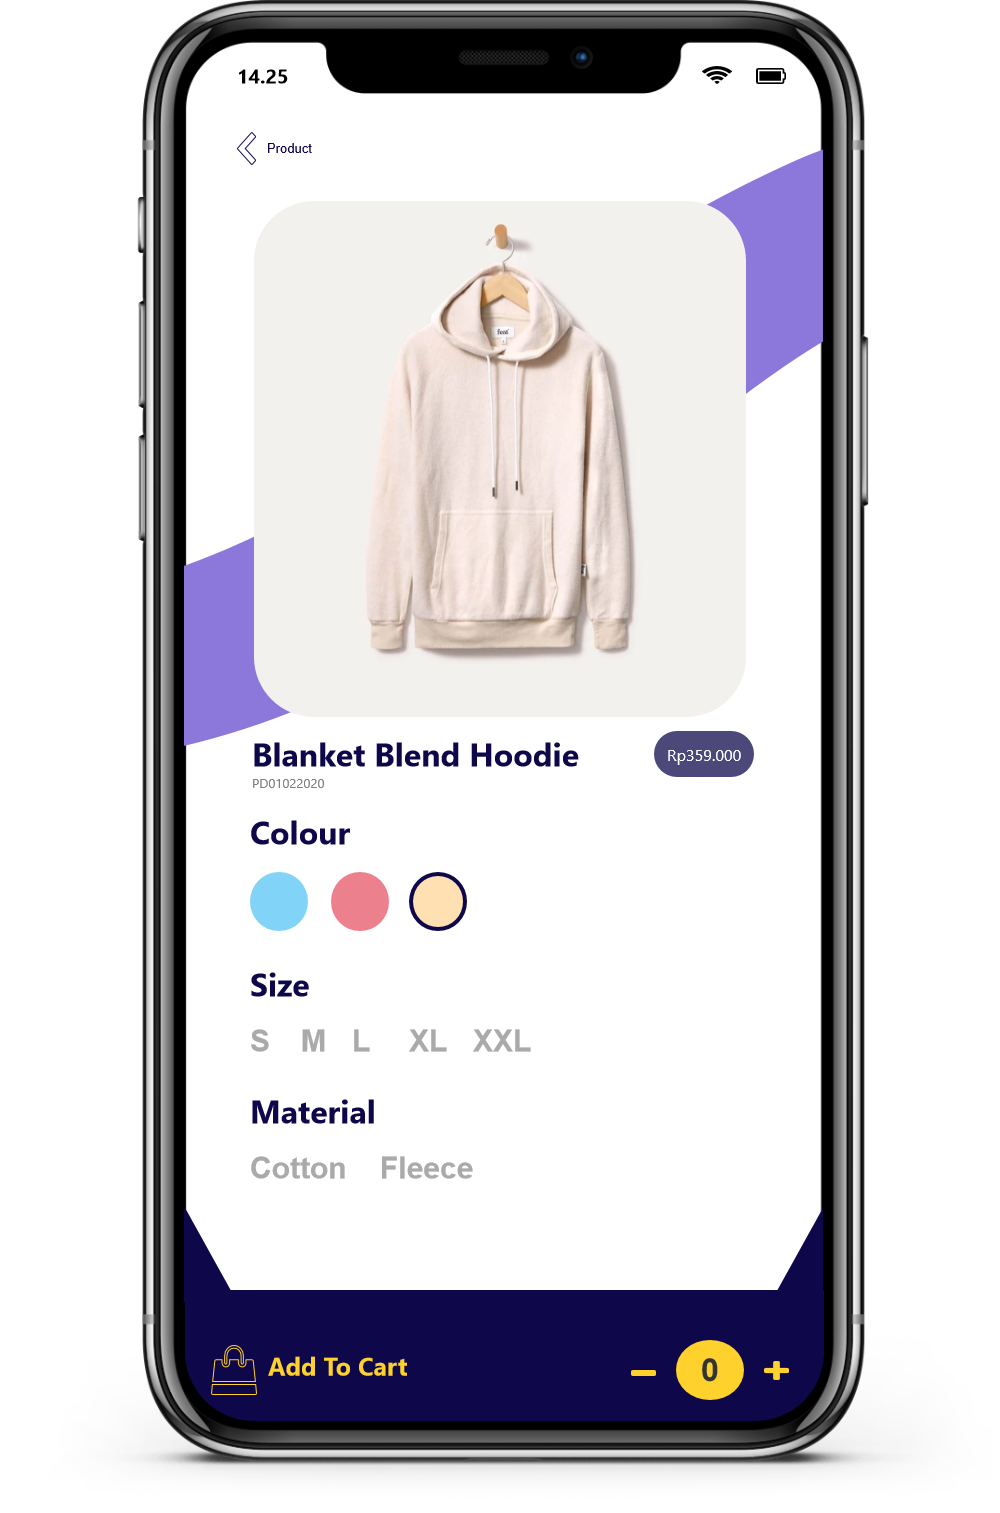 14.25
Product
fent
Blanket Blend Hoodie
Rp359.000
PD01022020
Colour
Size
S M L XL XXL
Material
Cotton Fleece
Add To Cart
0